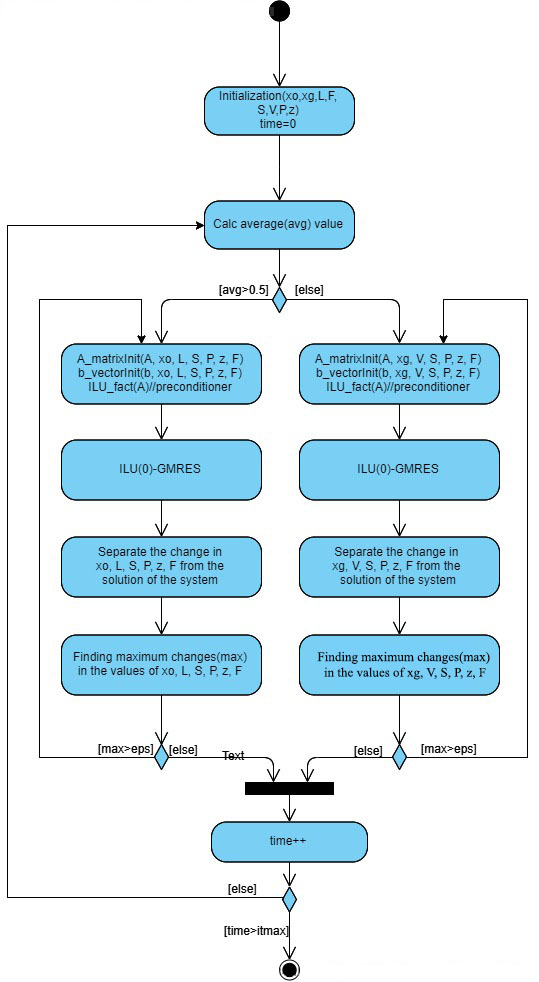 Initialization(xo,xg,L,F,
S,V,P,z)
time=0
Calc average(avg) value
[avg>0.5]
[else]
A_matrixInit(A, xo, L, S, P, z, F)
b_vectorInit(b, xo, L, S, P, z, F)
ILU_fact(A)//preconditioner
A_matrixInit(A, xg, V, S, P, z, F)
b_vectorInit(b, xg, V, S, P, z, F)
ILU_fact(A)//preconditioner
ILU(0)-GMRES
ILU(0)-GMRES
Separate the change in
xo, L, S, P, z, F from the
solution of the system
Separate the change in
xg, V, S, P, z, F from the
solution of the system
Finding maximum changes(max)
in the values of xo, L, S, P, z, F
Finding maximum changes(max)
in the values of xg, V, S, P, z, F
[max>eps]
[else]
Text
[else]
[max>eps]
time++
[else]
[time>itmax]